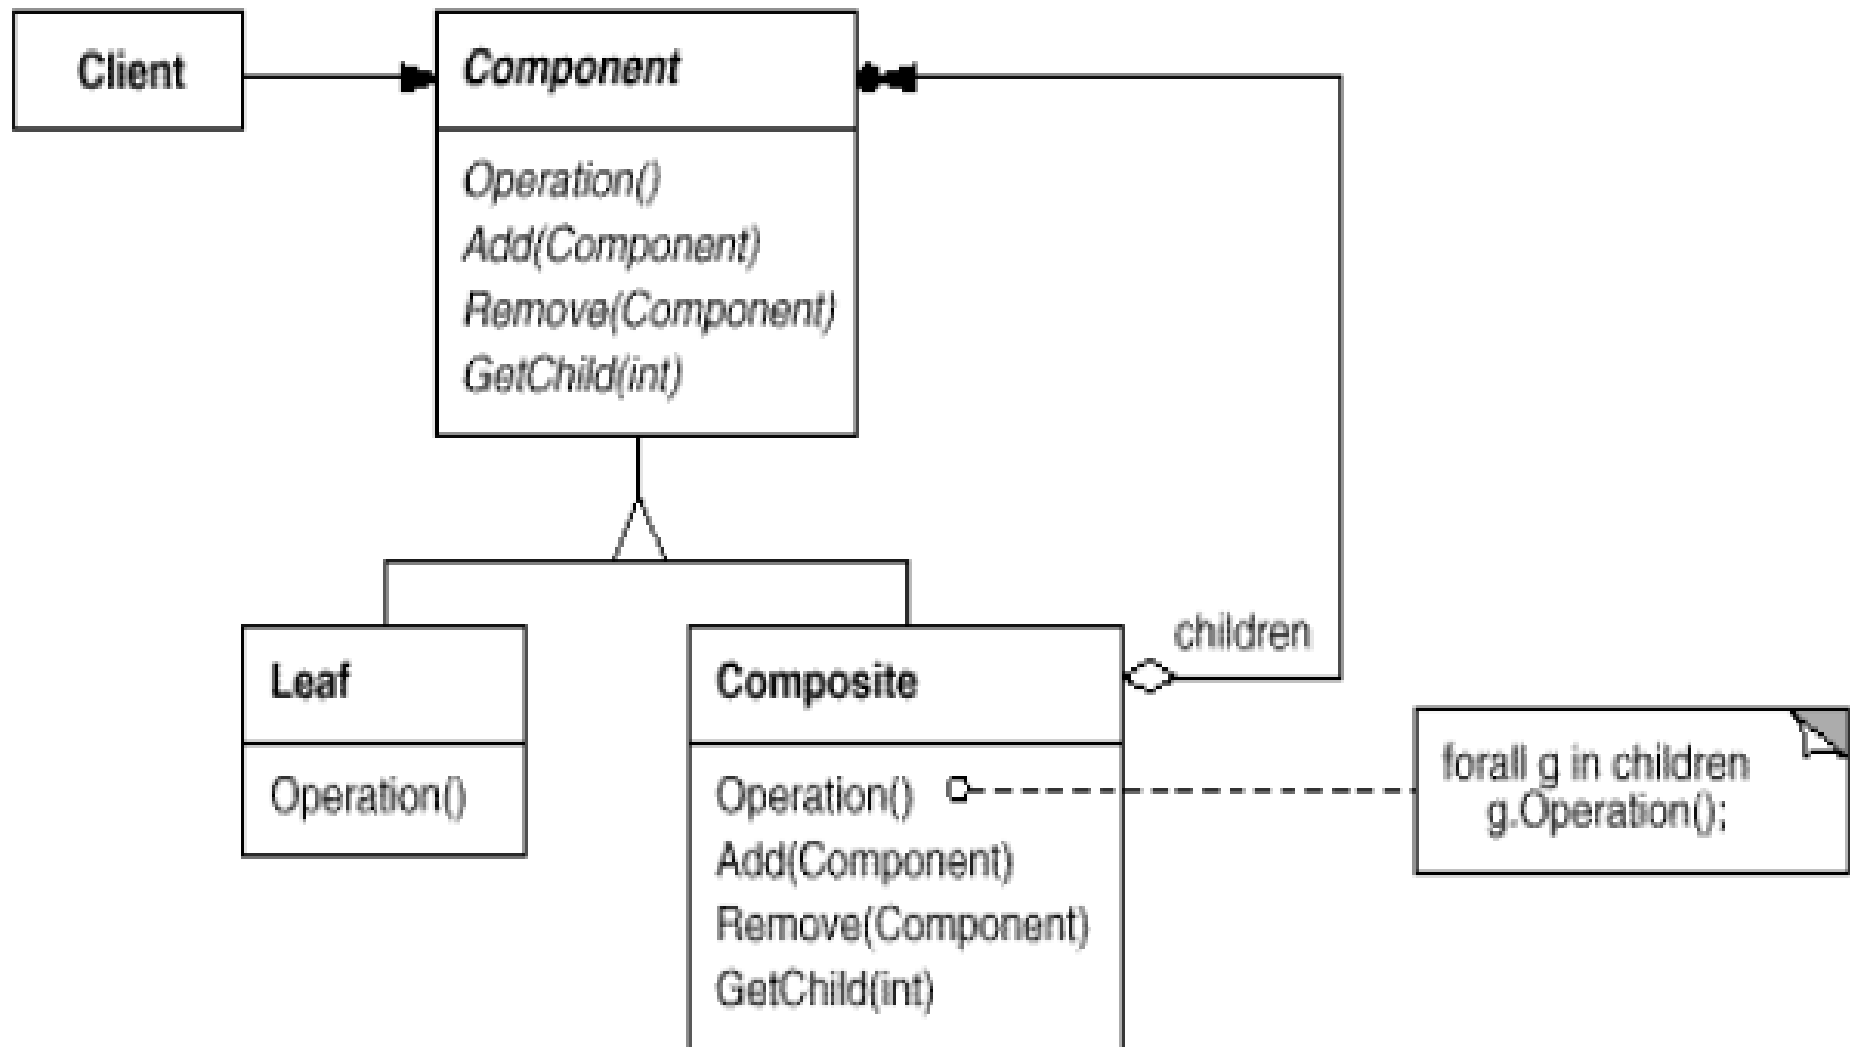 Client
Component
Operation()
Add(Component)
Remove(Component)
GetChild(int)
children
Leaf
Operation()
Composite
Operation()
Add(Component)
Remove(Component)
GetChild(int)
forall g in children
g.Operation();